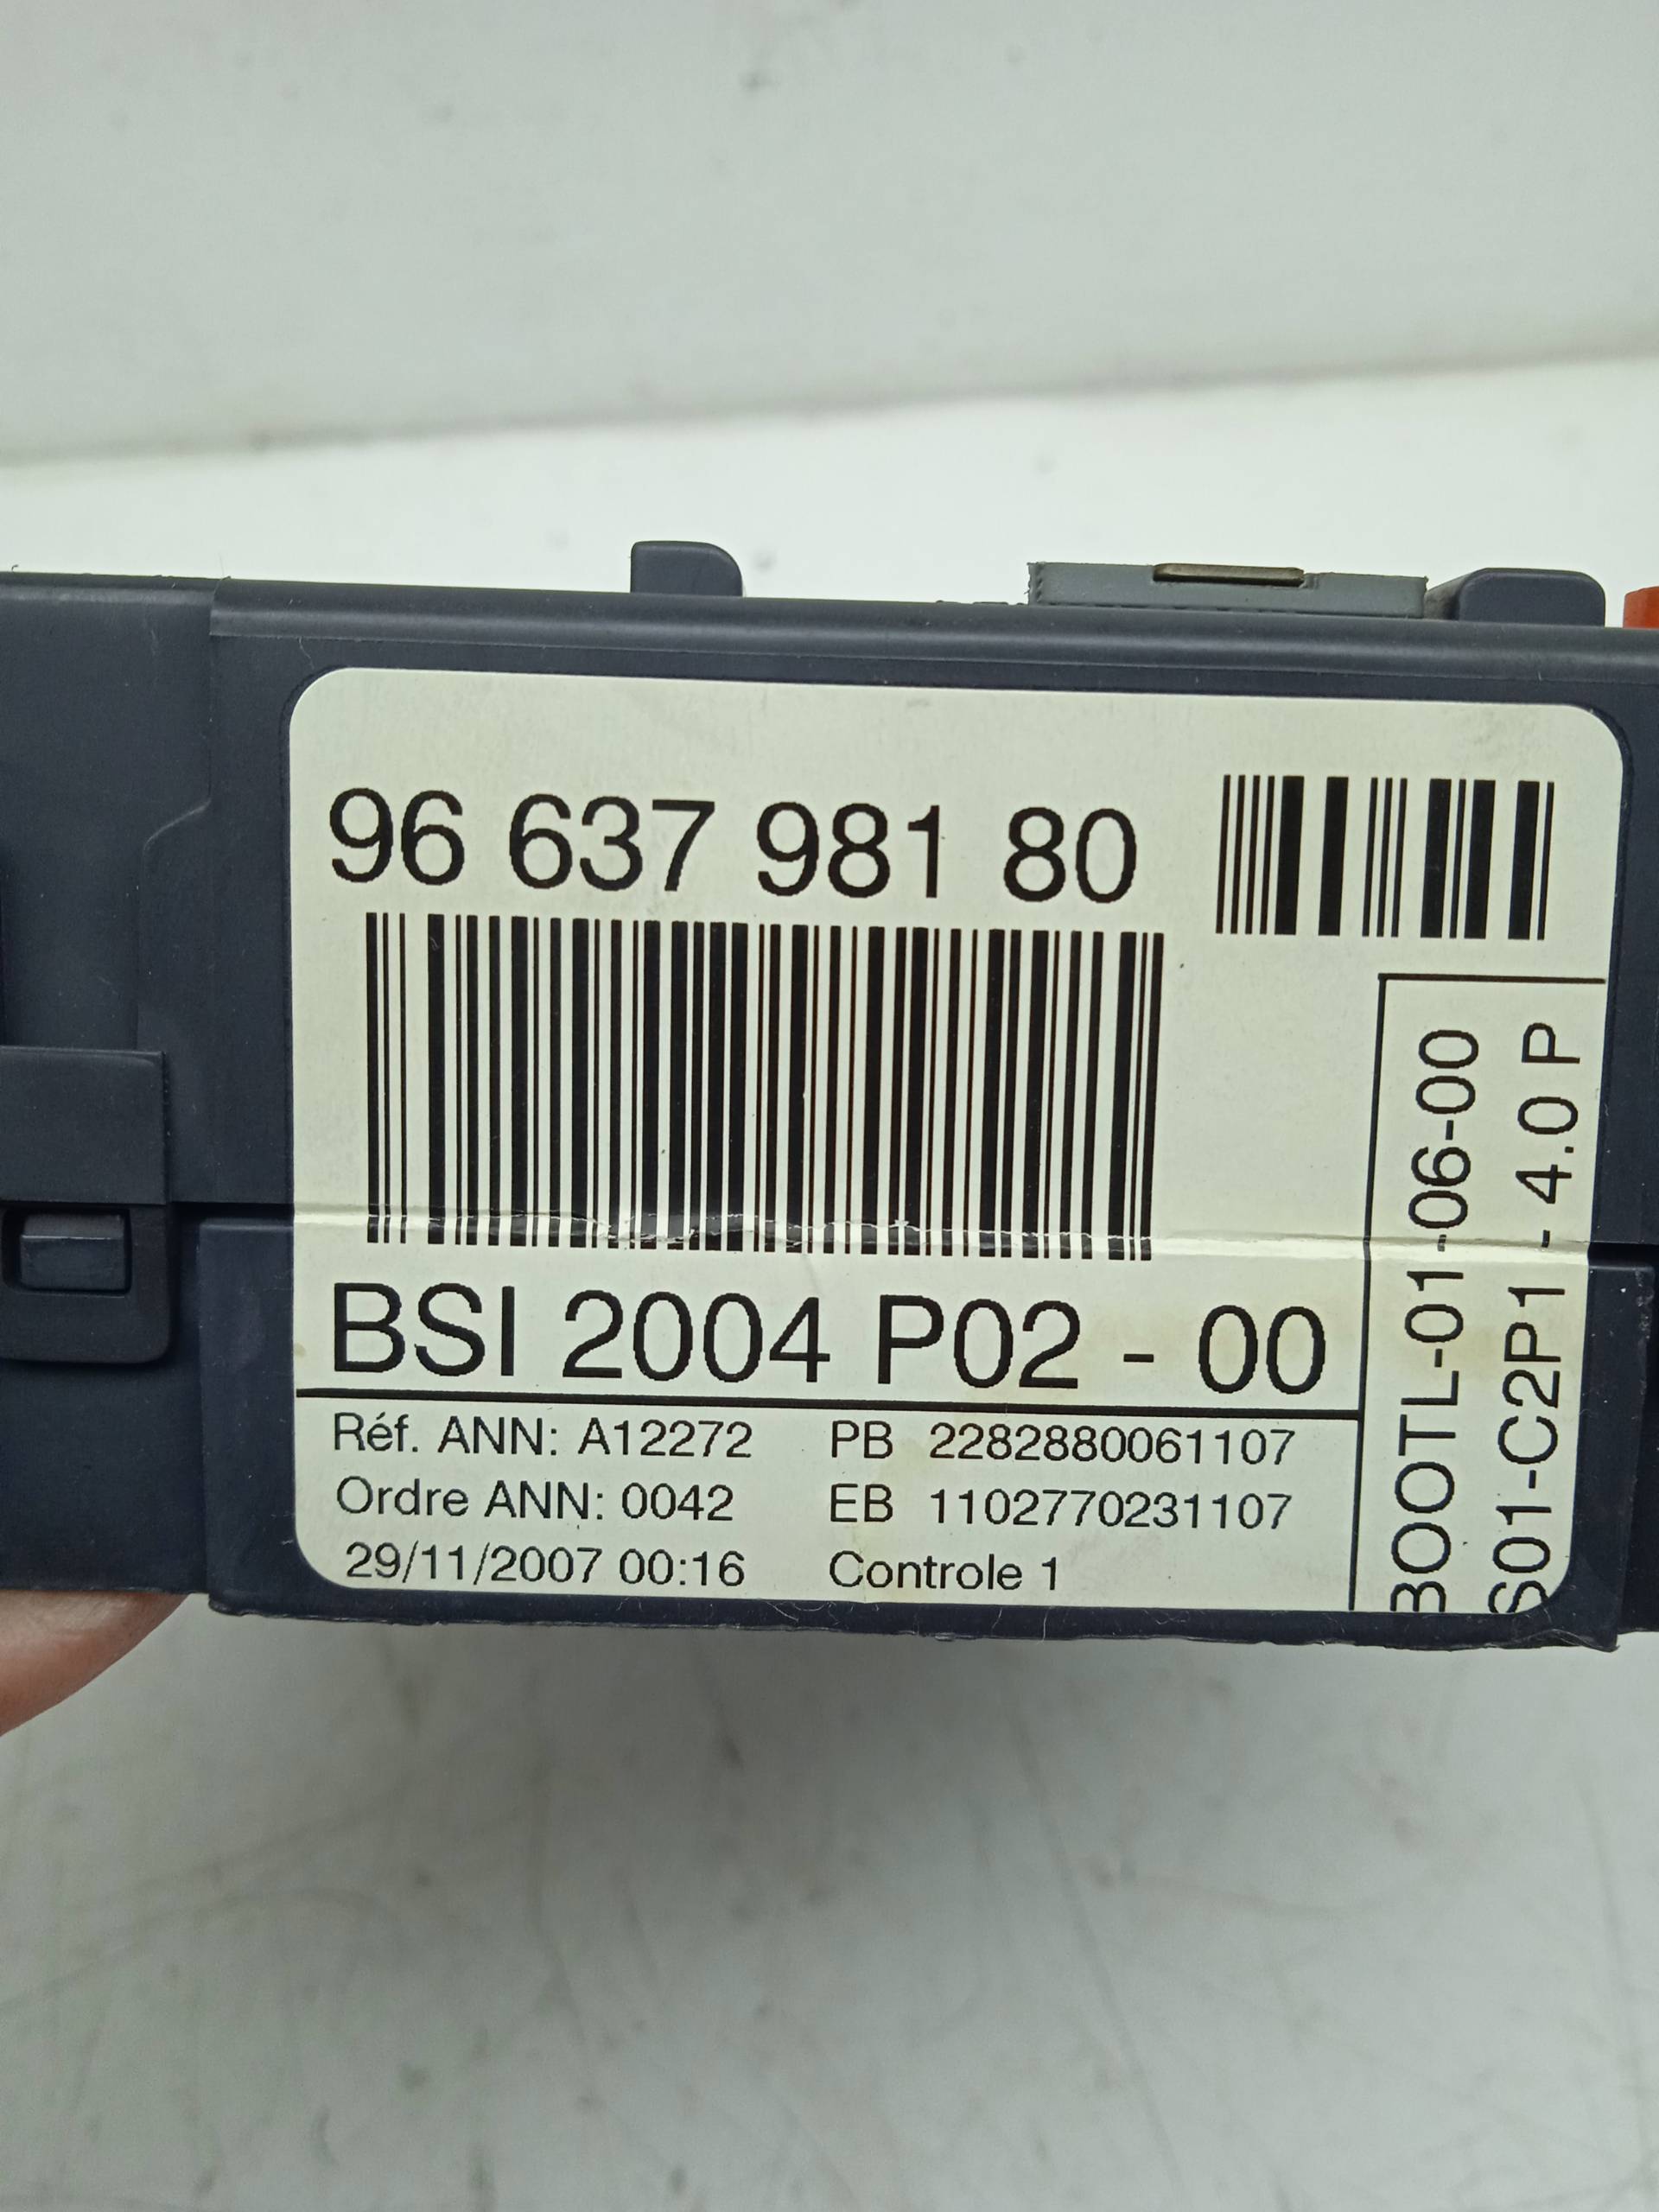 96 637 981 80
BSI 2004 P02 - 00
Réf. ANN: A12272 PB 2282880061107
Ordre ANN: 0042 EB 1102770231107
29/11/2007 00:16 Controle 1
BOOTL-01-06-00
S01-C2P1 - 4.0 P